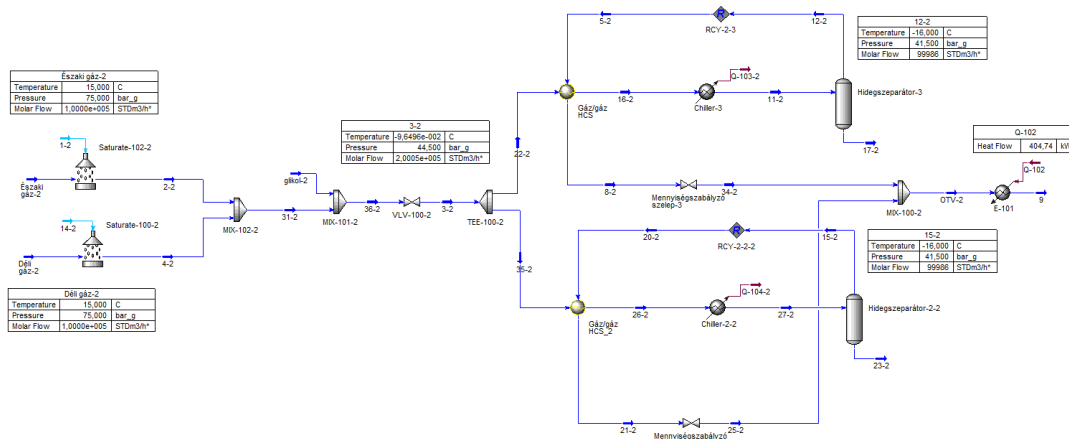 5-2
RCY-2-3
12-2
12-2
Temperature -16,000 C
Pressure 41,500 bar_g
Molar Flow 99986 STDm3/h*
Északi gáz-2
Temperature 15,000 C
Pressure 75,000 bar_g
Molar Flow 1,0000e+005 STDm3/h*
Q-103-2
16-2
Chiller-3
11-2
Gáz/gáz
HCS
Hidegszeparátor-3
17-2
1-2
Saturate-102-2
Északi
gáz-2
2-2
3-2
Temperature -9,6496e-002 C
Pressure 44,500 bar_g
Molar Flow 2,0005e+005 STDm3/h*
22-2
Q-102
Heat Flow 404,74 kW
Q-102
glikol-2
8-2
Mennyiségszabályzó
szelep-3
34-2
MIX-100-2
OTV-2
E-101
9
14-2
Saturate-100-2
MIX-102-2
31-2
MIX-101-2
36-2
VLV-100-2
3-2
TEE-100-2
Déli
gáz-2
4-2
35-2
20-2
RCY-2-2-2
15-2
15-2
Temperature -16,000 C
Pressure 41,500 bar_g
Molar Flow 99986 STDm3/h*
Déli gáz-2
Temperature 15,000 C
Pressure 75,000 bar_g
Molar Flow 1,0000e+005 STDm3/h*
Q-104-2
Gáz/gáz
HCS_2
26-2
Chiller-2-2
27-2
Hidegszeparátor-2-2
23-2
21-2
Mennyiségszabályzó
25-2